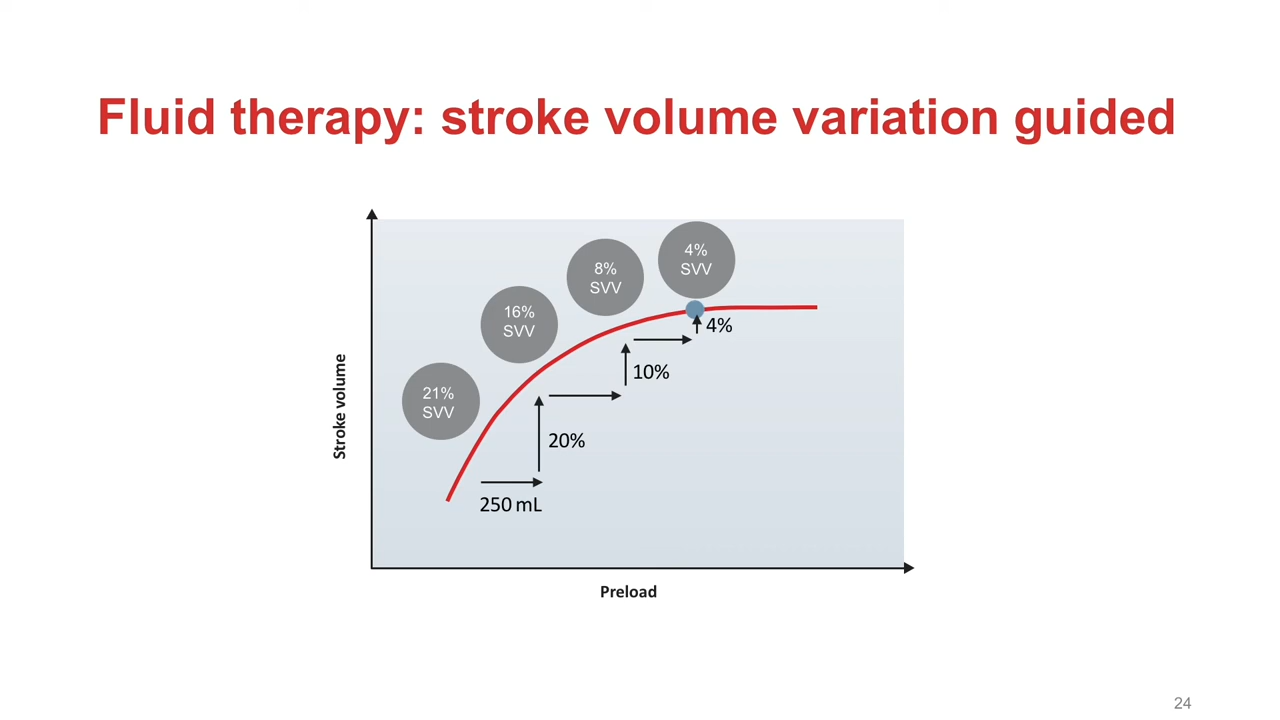 Fluid therapy: stroke volume variation guided
4%
SVV
8%
SVV
16%
SVV
4%
10%
21%
SVV
20%
250 mL
Stroke volume
Preload
24